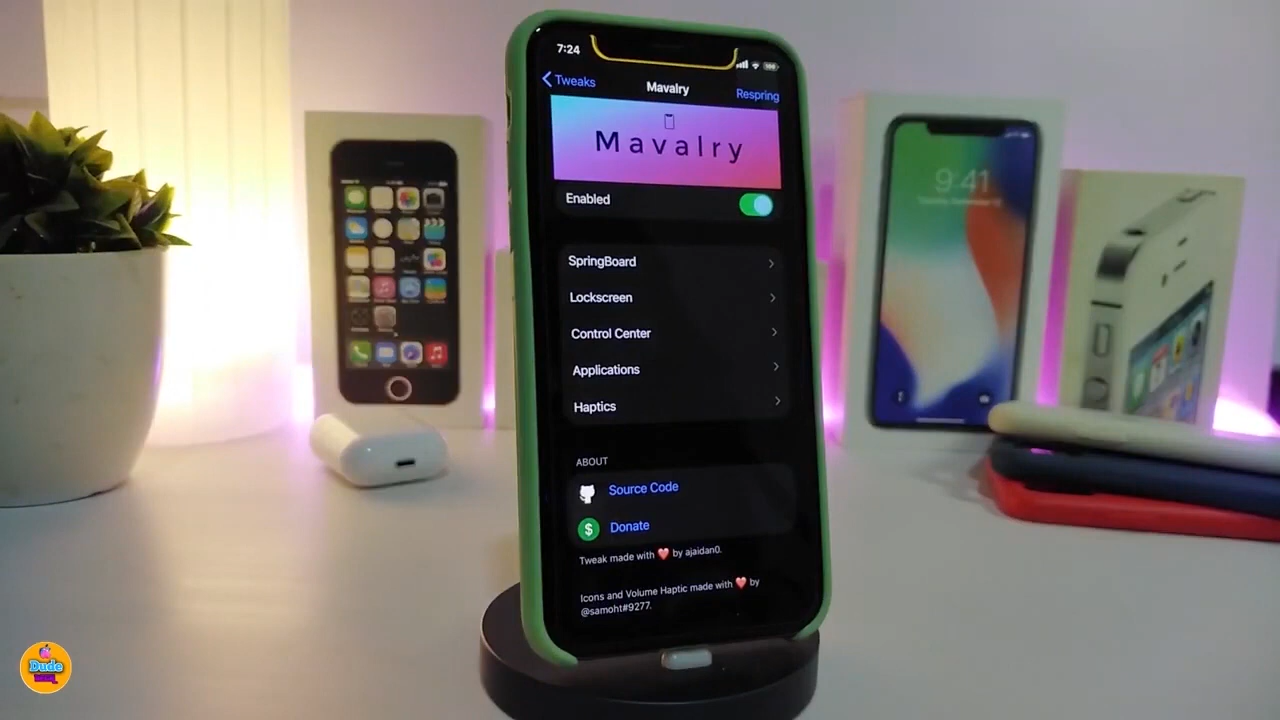 7:24
100
Tweaks
Mavalry
Respring
Mavalry
Enabled
SpringBoard
Lockscreen
Control Center
Applications
Haptics
ABOUT
Source Code
$
Donate
Tweak made with ❤️ by ajaidan0.
Icons and Volume Haptic made with ❤️ by
@samoht#9277.
9:41
Dude